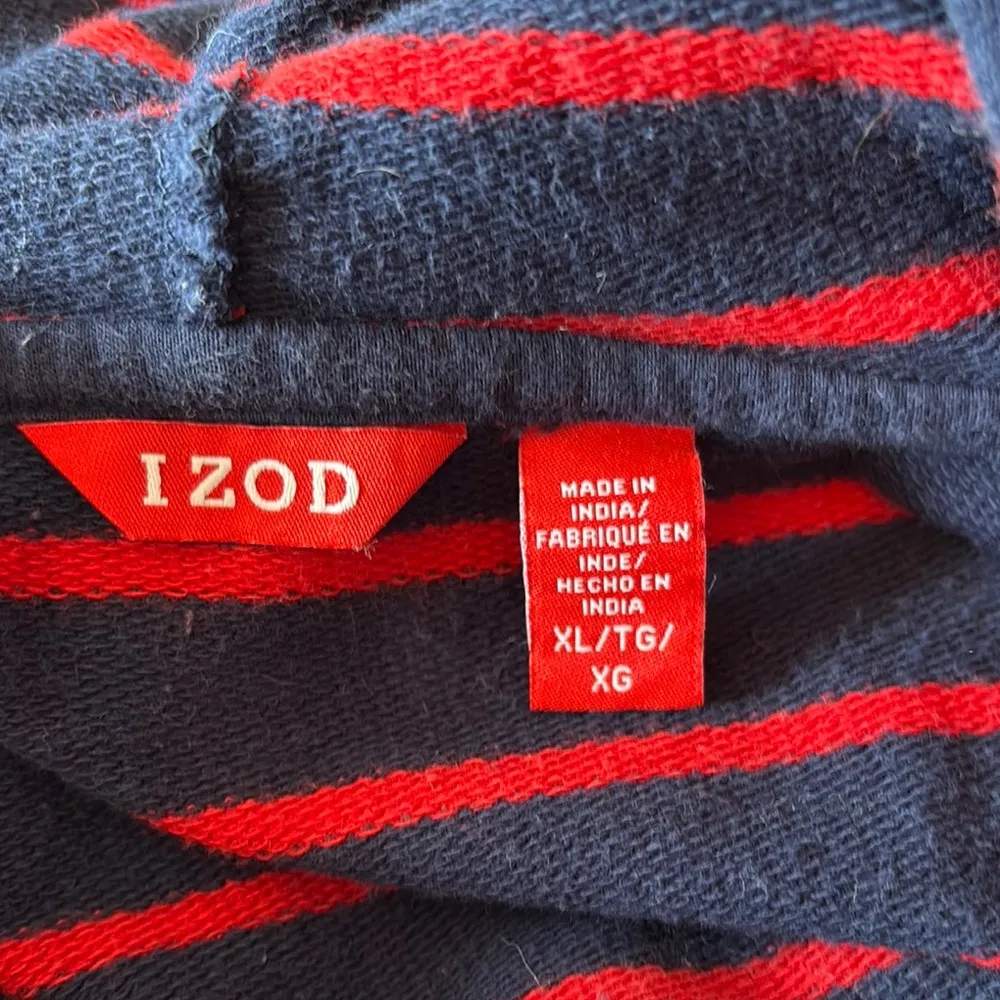 IZOD
MADE IN
INDIA/
FABRIQUÉ EN
INDE/
HECHO EN
INDIA
XL/TG/
XG